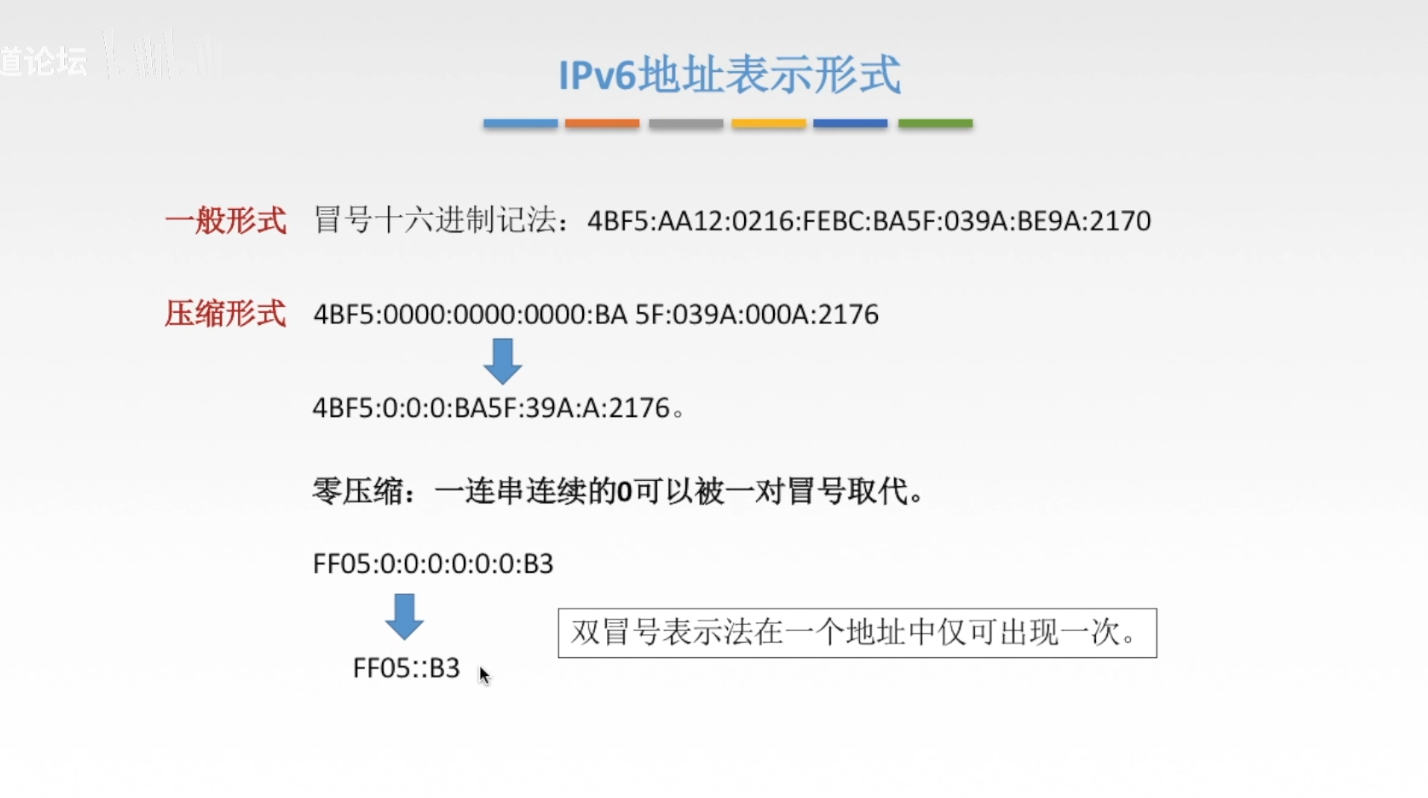 道论坛
IPv6地址表示形式
一般形式 冒号十六进制记法：4BF5:AA12:0216:FEBC:BA5F:039A:BE9A:2170
压缩形式 4BF5:0000:0000:0000:BA 5F:039A:000A:2176
4BF5:0:0:0:BA5F:39A:A:2176。
零压缩：一连串连续的0可以被一对冒号取代。
FF05:0:0:0:0:0:0:B3
双冒号表示法在一个地址中仅可出现一次。
FF05::B3